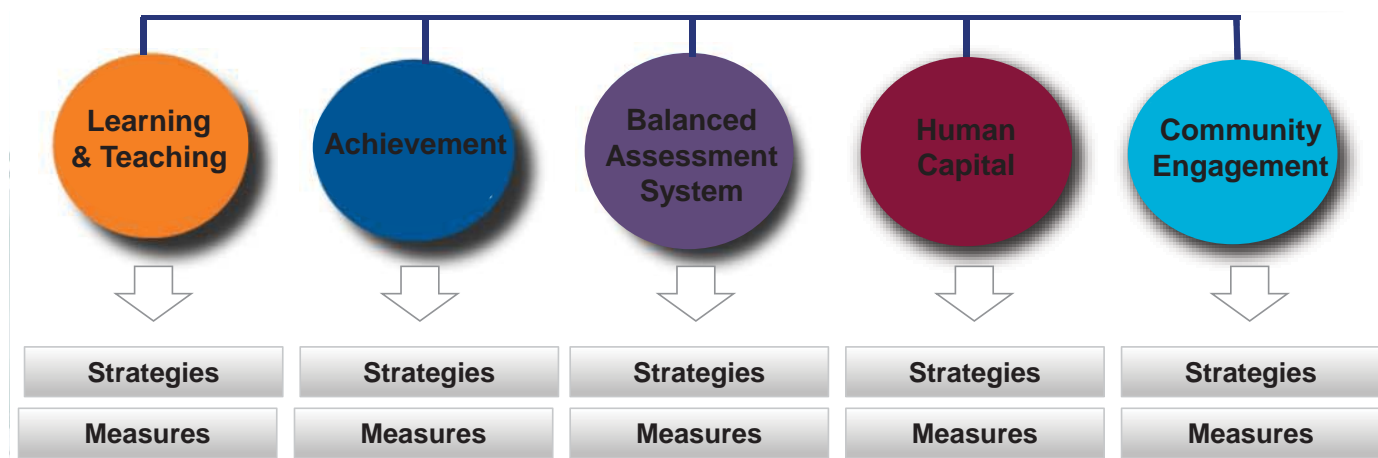 Learning
& Teaching
Achievement
Balanced
Assessment
System
Human
Capital
Community
Engagement
Strategies
Strategies
Strategies
Strategies
Strategies
Measures
Measures
Measures
Measures
Measures